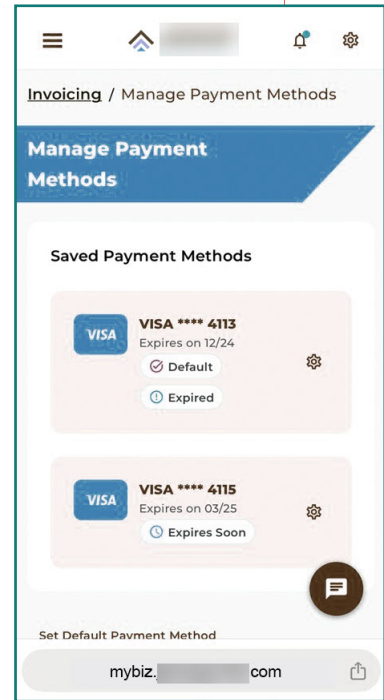 Invoicing / Manage Payment Methods
Manage Payment
Methods
Saved Payment Methods
VISA
VISA **** 4113
Expires on 12/24
Default
Expired
VISA
VISA **** 4115
Expires on 03/25
Expires Soon
Set Default Payment Method
mybiz. com